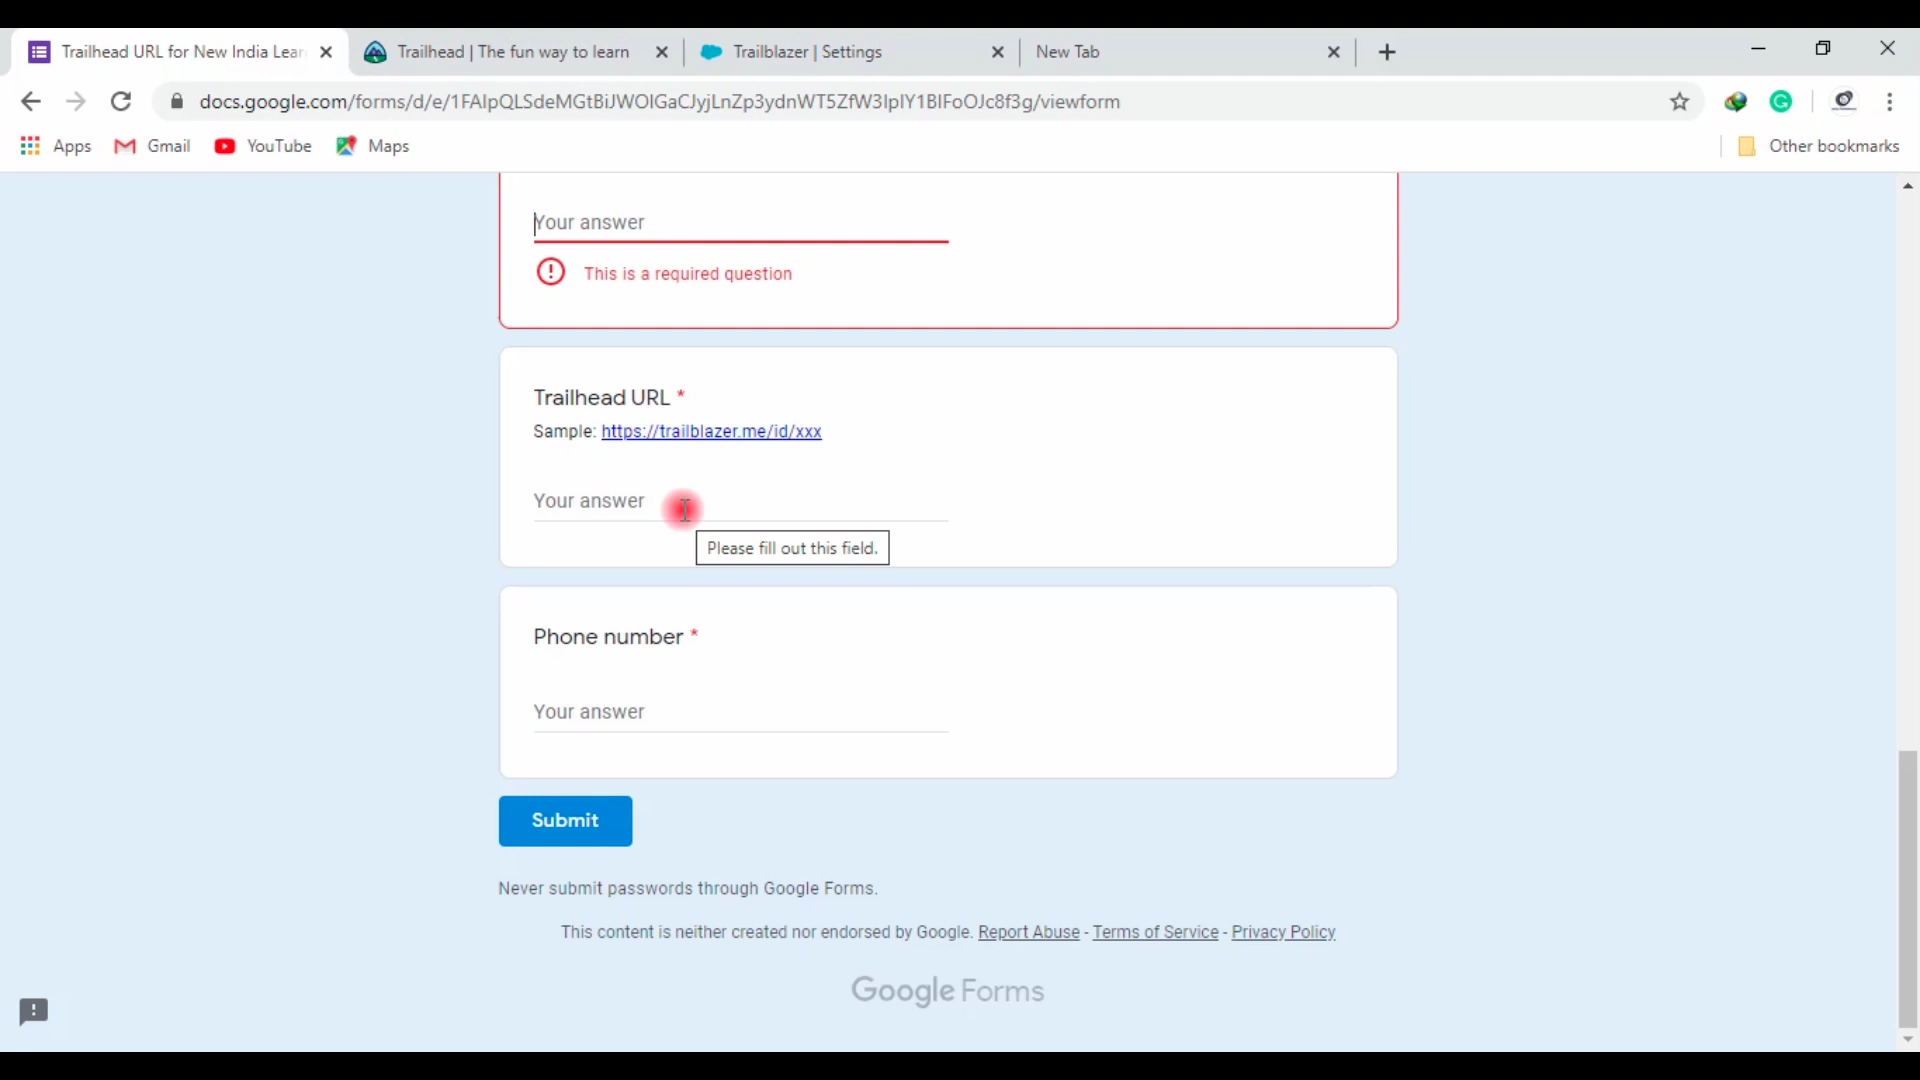 Trailhead URL for New India Lear
Trailhead | The fun way to learn
Trailblazer | Settings
New Tab
docs.google.com/forms/d/e/1FAIpQLSdeMGtBiJWOIGaCJyjLnZp3ydnWT5ZfW3IpIY1BIFoOJc8f3g/viewform
Apps
Gmail
YouTube
Maps
Other bookmarks
Your answer
This is a required question
Trailhead URL *
Sample: https://trailblazer.me/id/xxx
Your answer
Please fill out this field.
Phone number *
Your answer
Submit
Never submit passwords through Google Forms.
This content is neither created nor endorsed by Google. Report Abuse - Terms of Service - Privacy Policy
Google Forms